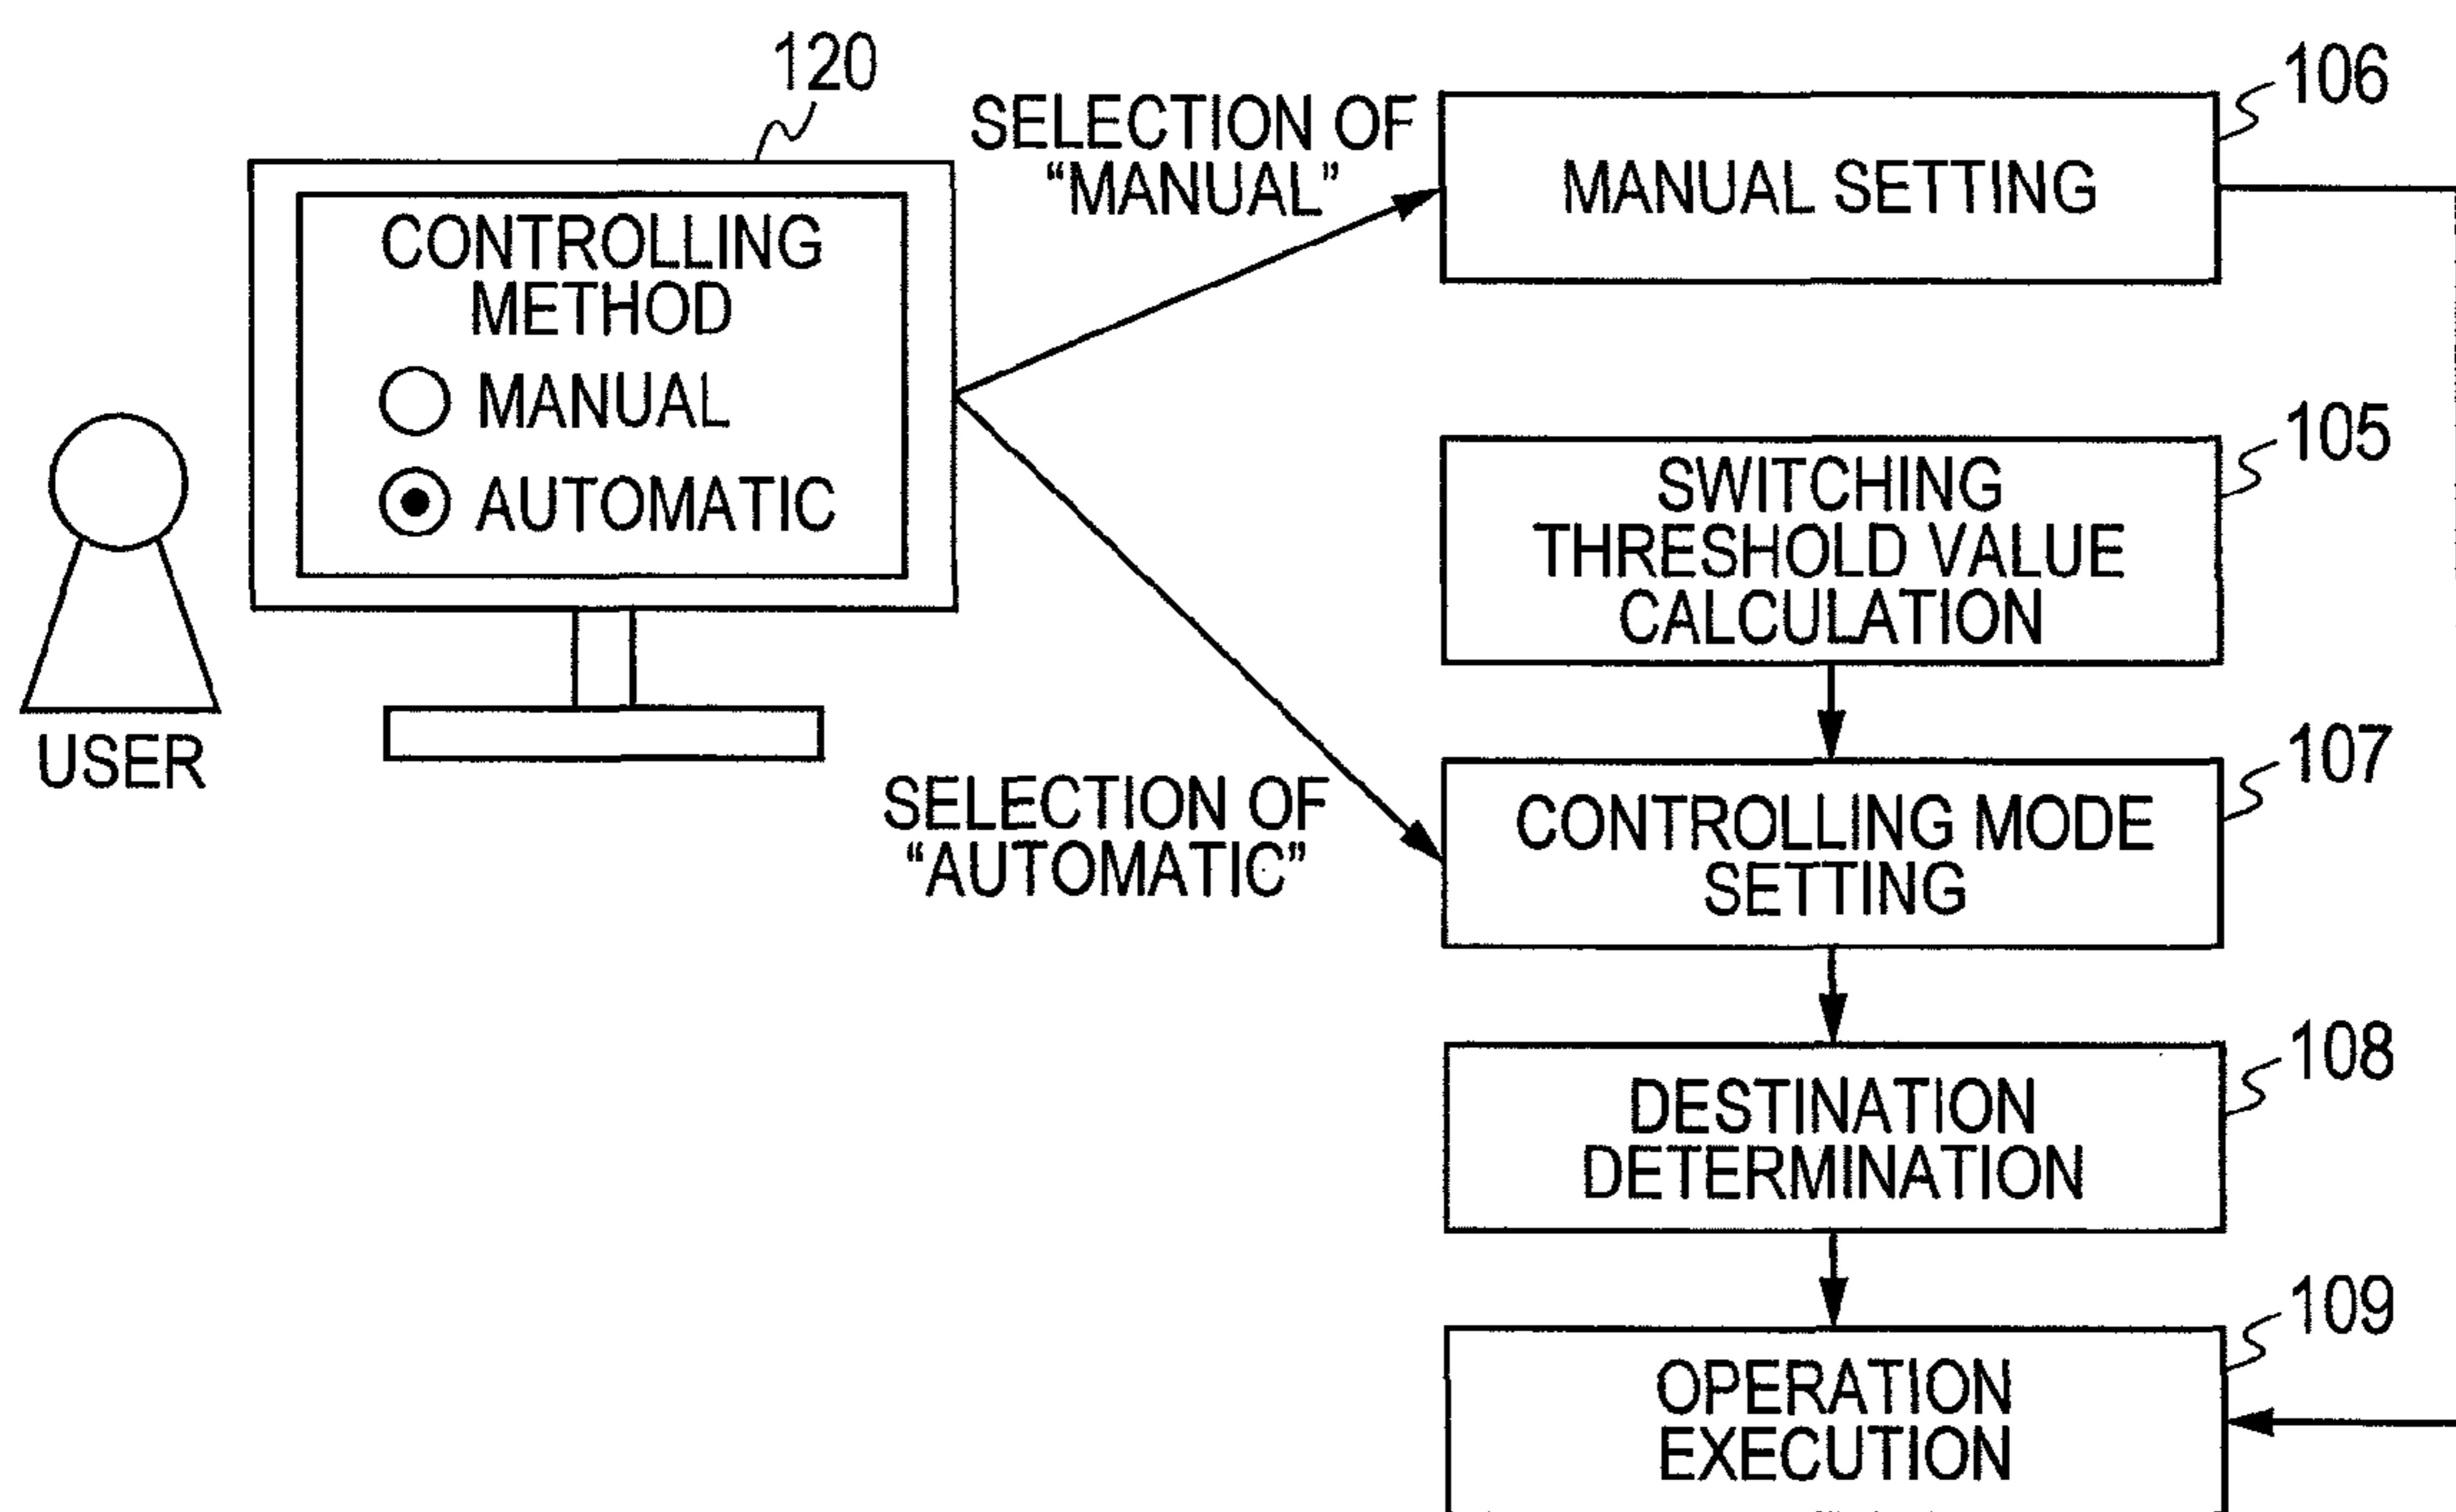 120
CONTROLLING
METHOD
MANUAL
AUTOMATIC
USER
SELECTION OF
“MANUAL”
SELECTION OF
“AUTOMATIC”
106
MANUAL SETTING
105
SWITCHING
THRESHOLD VALUE
CALCULATION
107
CONTROLLING MODE
SETTING
108
DESTINATION
DETERMINATION
109
OPERATION
EXECUTION